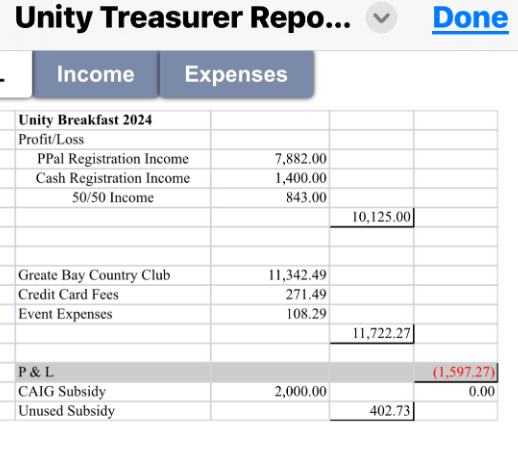 Unity Treasurer Repo... Done
Income Expenses
Unity Breakfast 2024
Profit/Loss
PPal Registration Income 7,882.00
Cash Registration Income 1,400.00
50/50 Income 843.00
10,125.00
Greate Bay Country Club 11,342.49
Credit Card Fees 271.49
Event Expenses 108.29
11,722.27
P & L (1,597.27)
CAIG Subsidy 2,000.00 0.00
Unused Subsidy 402.73